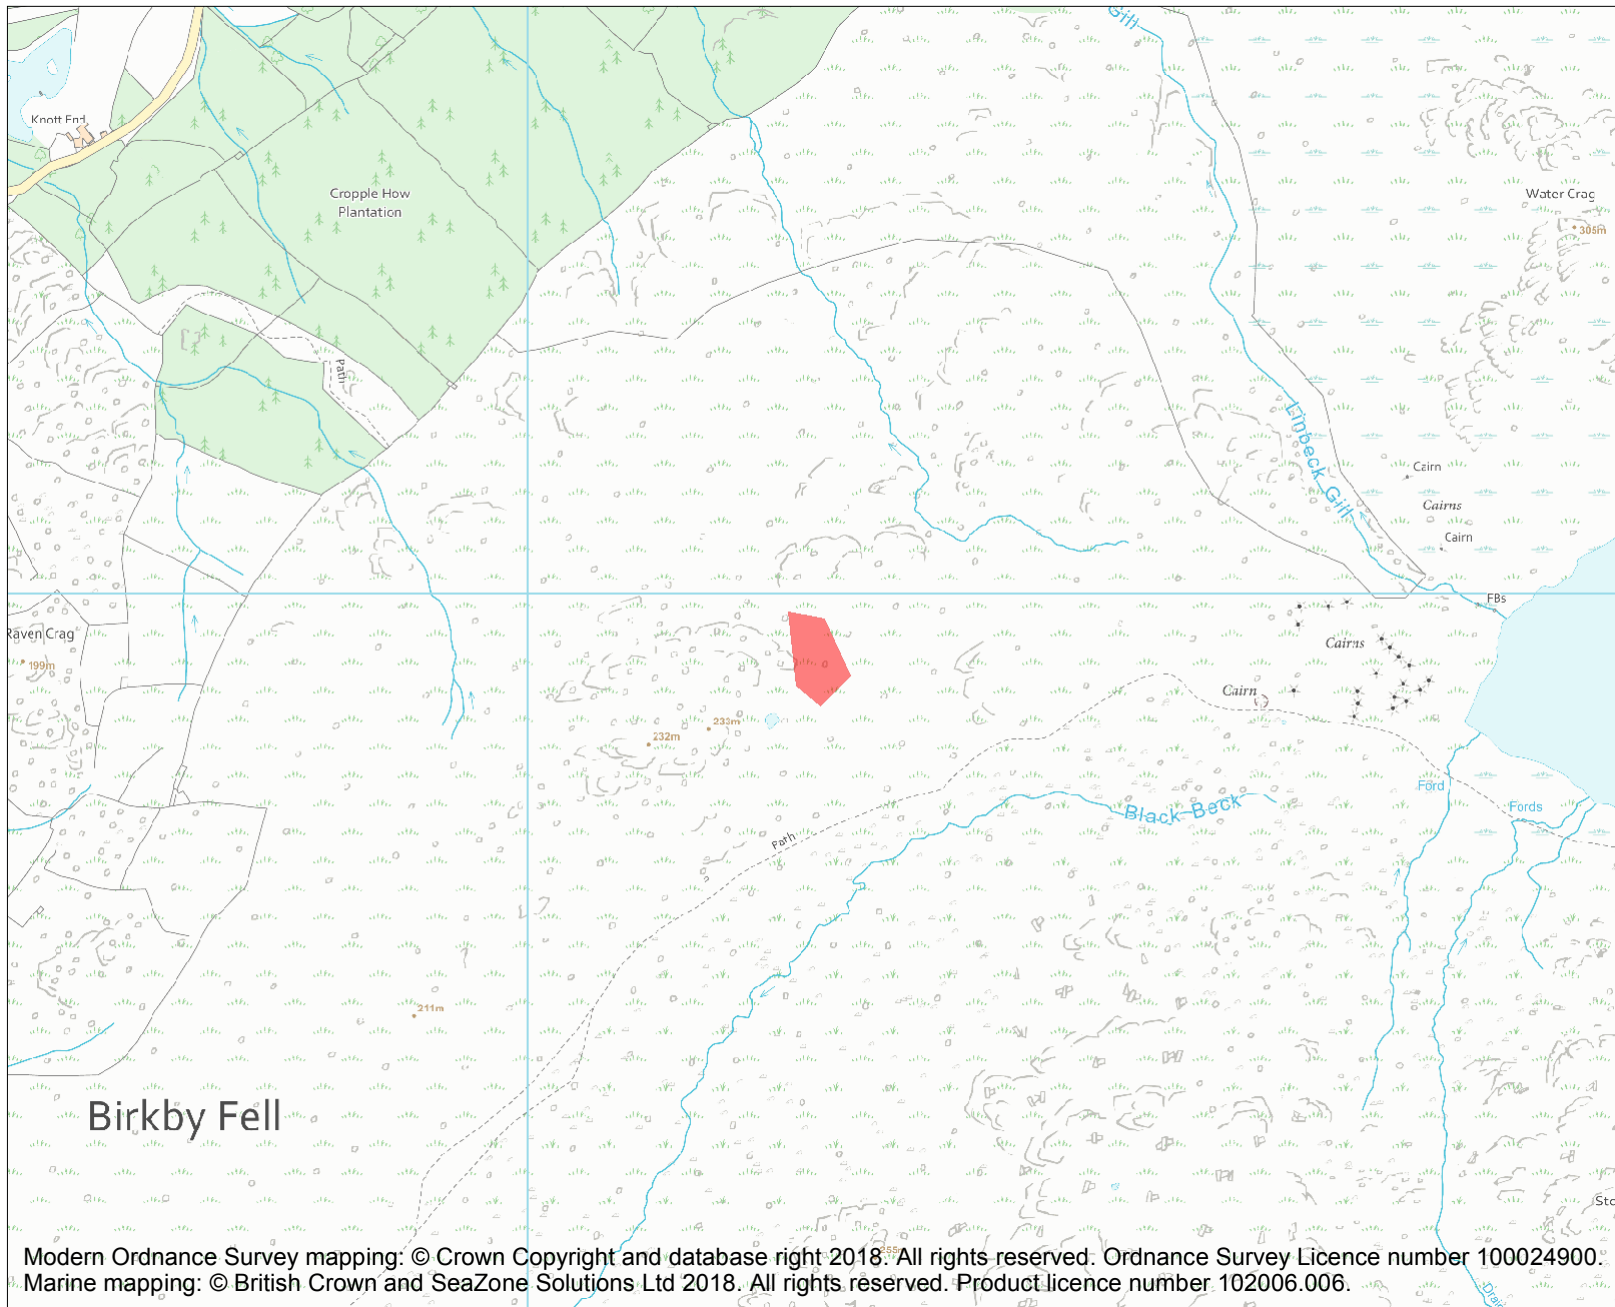 Gill
Knott End
Cropple How
Plantation
Water Crag
305m
Path
Linbeck Gill
Cairn
Cairns
Cairn
FBs
Raven Crag
199m
Cairns
Cairn
233m
232m
Ford
Fords
Black Beck
Path
211m
Birkby Fell
Sto
255m
Modern Ordnance Survey mapping: © Crown Copyright and database right 2018. All rights reserved. Ordnance Survey Licence number 100024900.
Marine mapping: © British Crown and SeaZone Solutions Ltd 2018. All rights reserved. Product licence number 102006.006.
Drain